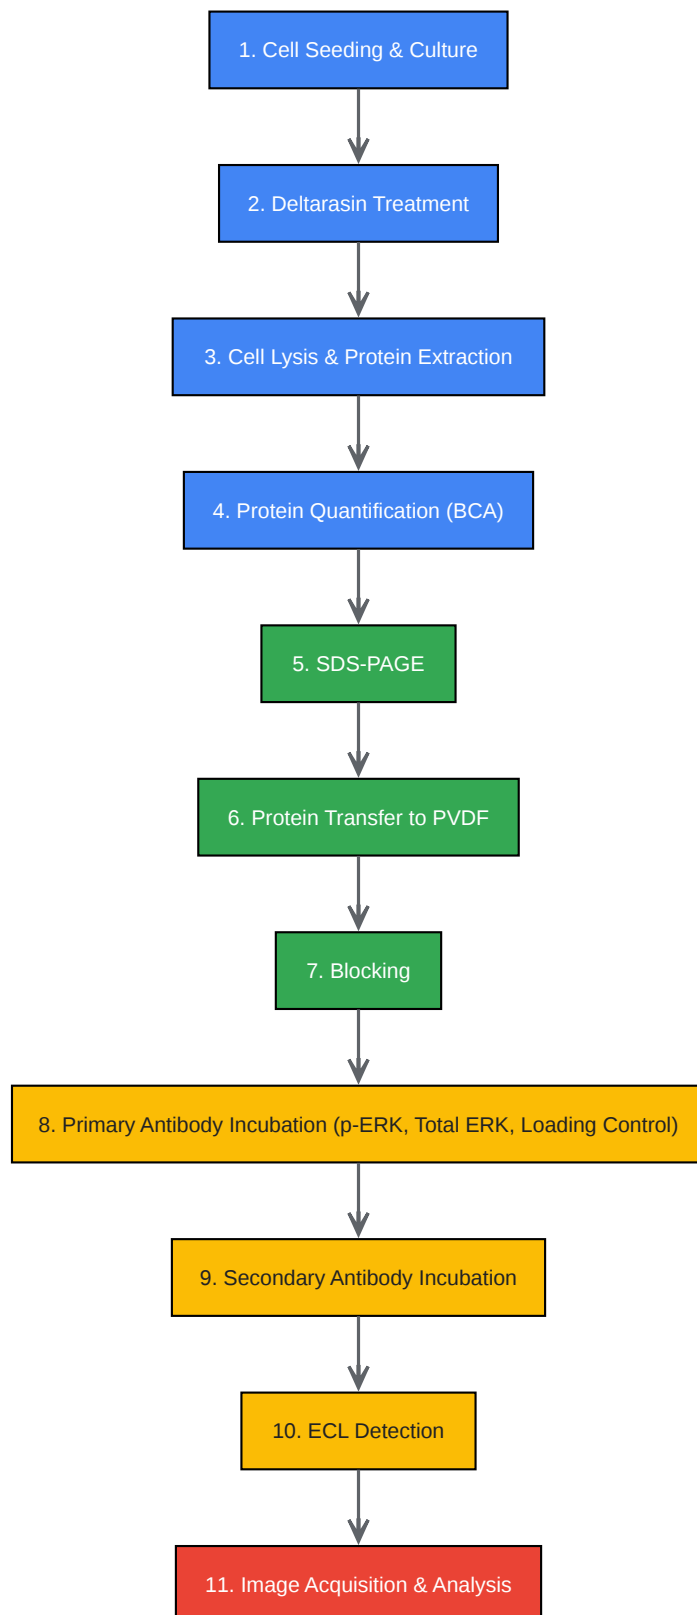 1. Cell Seeding & Culture
2. Deltarasin Treatment
3. Cell Lysis & Protein Extraction
4. Protein Quantification (BCA)
5. SDS-PAGE
6. Protein Transfer to PVDF
7. Blocking
8. Primary Antibody Incubation (p-ERK, Total ERK, Loading Control)
9. Secondary Antibody Incubation
10. ECL Detection
11. Image Acquisition & Analysis